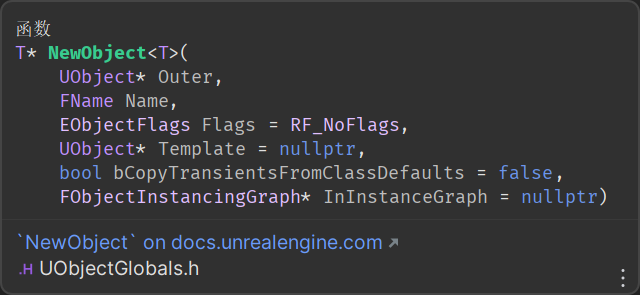 函数
T* NewObject<T>(
    UObject* Outer,
    FName Name,
    EObjectFlags Flags = RF_NoFlags,
    UObject* Template = nullptr,
    bool bCopyTransientsFromClassDefaults = false,
    FObjectInstancingGraph* InInstanceGraph = nullptr)
`NewObject` on docs.unrealengine.com ↗
.H UObjectGlobals.h